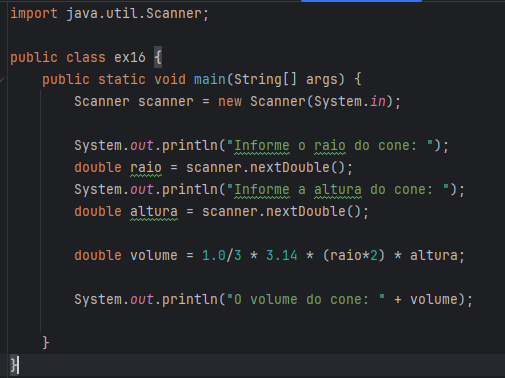 import java.util.Scanner;
public class ex16 {
public static void main(String[] args) {
Scanner scanner = new Scanner(System.in);
System.out.println("Informe o raio do cone: ");
double raio = scanner.nextDouble();
System.out.println("Informe a altura do cone: ");
double altura = scanner.nextDouble();
double volume = 1.0/3 * 3.14 * (raio*2) * altura;
System.out.println("O volume do cone: " + volume);
}
}